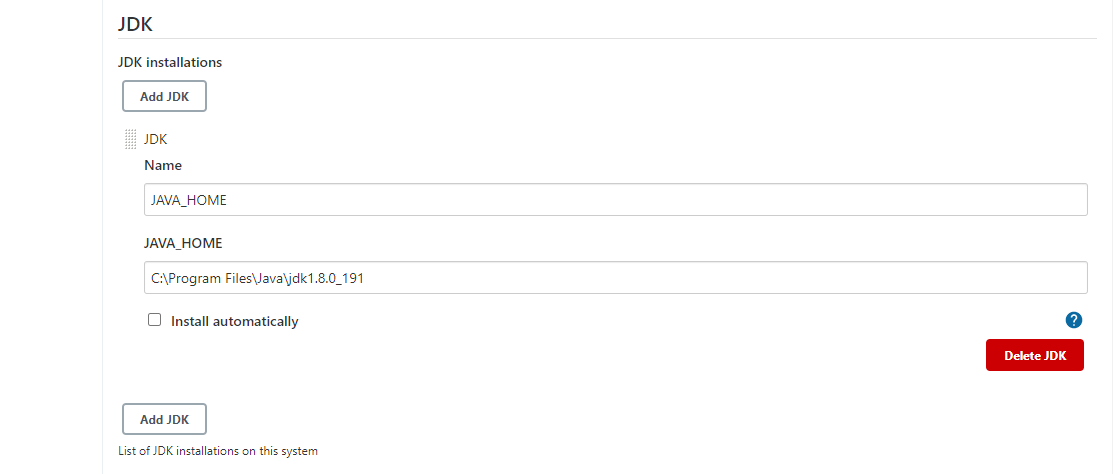 JDK
JDK installations
Add JDK
JDK
Name
JAVA_HOME
JAVA_HOME
C:\Program Files\Java\jdk1.8.0_191
Install automatically
?
Delete JDK
Add JDK
List of JDK installations on this system